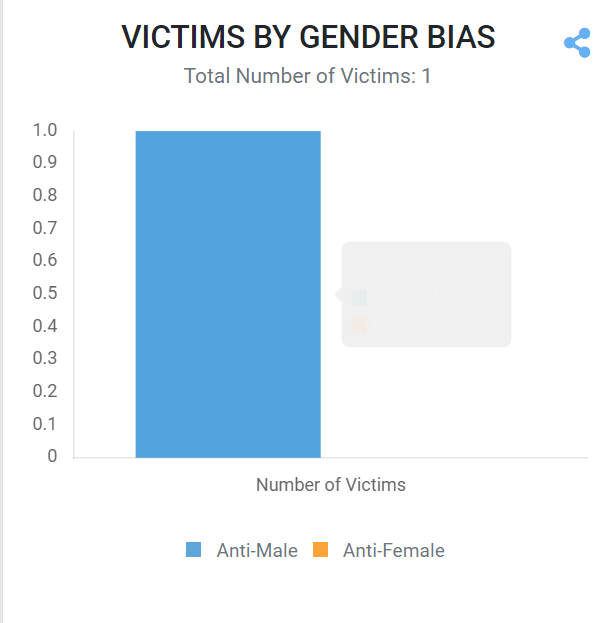 VICTIMS BY GENDER BIAS
Total Number of Victims: 1
1.0
0.9
0.8
0.7
0.6
0.5
0.4
0.3
0.2
0.1
0
Number of Victims
Anti-Male Anti-Female